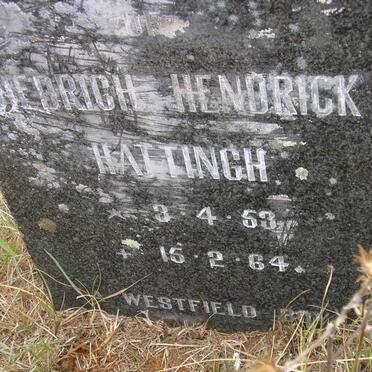 EDRICH HENDRICK
HATTINGH
* 3·4·53
+ 15·2·64.
WESTFIELD